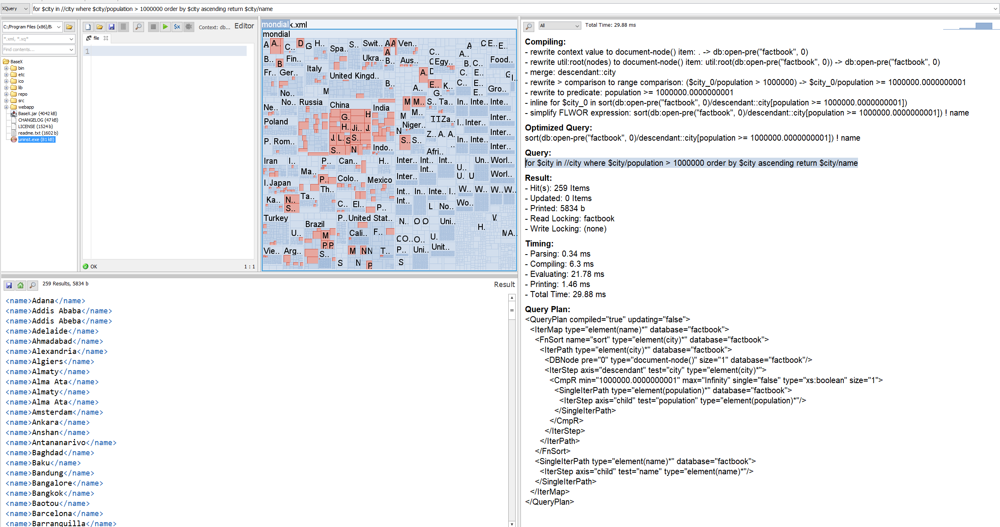 XQuery
for $city in //city where $city/population > 1000000 order by $city ascending return $city/name
C:/Program Files (x86)/Ba
*.xml, *.xq*
Find contents...
BaseX
bin
etc
ico
lib
repo
src
webapp
BaseX.jar (4042 kB)
CHANGELOG (47 kB)
LICENSE (1524 b)
readme.txt (1602 b)
uninst.exe (81 kB)
$x
Context: db...
Editor
file
1
OK
1 : 1
mondial k.xml
mondial
A A.. C.. D G H.. Spa.. S.. Swit.. A A Ven..
B.. B Fin.. Italy Ukra.. A B.. Aus..
Fr.. Ger.. United Kingd..
No.. M B..
Ne.. No.. Russia China India
Poland G. H
H.. Ji.. J.
P. Rom.. J. L. S S.. S.. N Indo..
C.. C Egy.. A C E.. E.. A.. B. C.. Food..
A. D C. E.. G I.
E.. K.. A.. G. C.. E.. E.. Gro..
M M.. S.. Ta.. In.. Inte.. Inte..
M.. M T.. I Za.. I.. Inter.. Inter..
Niger.. N Z.. A. A. Inter..
S.. S.. In.. Inte.. Inter..
Afri..
Iran I.. P.. Can.. H.. Inter.. Int.. Int.. Un.. Worl..
Ma.. P.. Colo.. Mexico Int.. U.. Worl..
I. Japan Inter.. U. U
Th.. Int.. In.. Inte.. I.. W.. W.. W.. W..
Ka.. N.. Ta.. Int..
S.. C.. El.. P.. L No.. Wo..
Turkey Brazil P.. United Stat.. N.. O O Uni.. V. H.
U.. M Cali.. F.. C O.. O.. U. M A..
P. P
Vie.. Arg.. S.. M N N T.. P.. Uni.. Unit..
S N P. S
All
Total Time: 29.88 ms
Compiling:
- rewrite context value to document-node() item: . -> db:open-pre("factbook", 0)
- rewrite util:root(nodes) to document-node() item: util:root(db:open-pre("factbook", 0)) -> db:open-pre("factbook", 0)
- merge: descendant::city
- rewrite > comparison to range comparison: ($city_0/population > 1000000) -> $city_0/population >= 1000000.0000000001
- rewrite to predicate: population >= 1000000.0000000001
- inline for $city_0 in sort(db:open-pre("factbook", 0)/descendant::city[population >= 1000000.0000000001])
- simplify FLWOR expression: sort(db:open-pre("factbook", 0)/descendant::city[population >= 1000000.0000000001]) ! name
Optimized Query:
sort(db:open-pre("factbook", 0)/descendant::city[population >= 1000000.0000000001]) ! name
Query:
for $city in //city where $city/population > 1000000 order by $city ascending return $city/name
Result:
- Hit(s): 259 Items
- Updated: 0 Items
- Printed: 5834 b
- Read Locking: factbook
- Write Locking: (none)
Timing:
- Parsing: 0.34 ms
- Compiling: 6.3 ms
- Evaluating: 21.78 ms
- Printing: 1.46 ms
- Total Time: 29.88 ms
Query Plan:
<QueryPlan compiled="true" updating="false">
<IterMap type="element(name)*" database="factbook">
<FnSort name="sort" type="element(city)*" database="factbook">
<IterPath type="element(city)*" database="factbook">
<DBNode pre="0" type="document-node()" size="1" database="factbook"/>
<IterStep axis="descendant" test="city" type="element(city)*">
<CmpR min="1000000.0000000001" max="Infinity" single="false" type="xs:boolean" size="1">
<SingleIterPath type="element(population)*" database="factbook">
<IterStep axis="child" test="population" type="element(population)*"/>
</SingleIterPath>
</CmpR>
</IterStep>
</IterPath>
</FnSort>
<SingleIterPath type="element(name)*" database="factbook">
<IterStep axis="child" test="name" type="element(name)*"/>
</SingleIterPath>
</IterMap>
</QueryPlan>
259 Results, 5834 b
Result
<name>Adana</name>
<name>Addis Ababa</name>
<name>Addis Abeba</name>
<name>Adelaide</name>
<name>Ahmadabad</name>
<name>Alexandria</name>
<name>Algiers</name>
<name>Almaty</name>
<name>Alma Ata</name>
<name>Almaty</name>
<name>Alma Ata</name>
<name>Amsterdam</name>
<name>Ankara</name>
<name>Anshan</name>
<name>Antananarivo</name>
<name>Baghdad</name>
<name>Baku</name>
<name>Bandung</name>
<name>Bangalore</name>
<name>Bangkok</name>
<name>Baotou</name>
<name>Barcelona</name>
<name>Barranquilla</name>